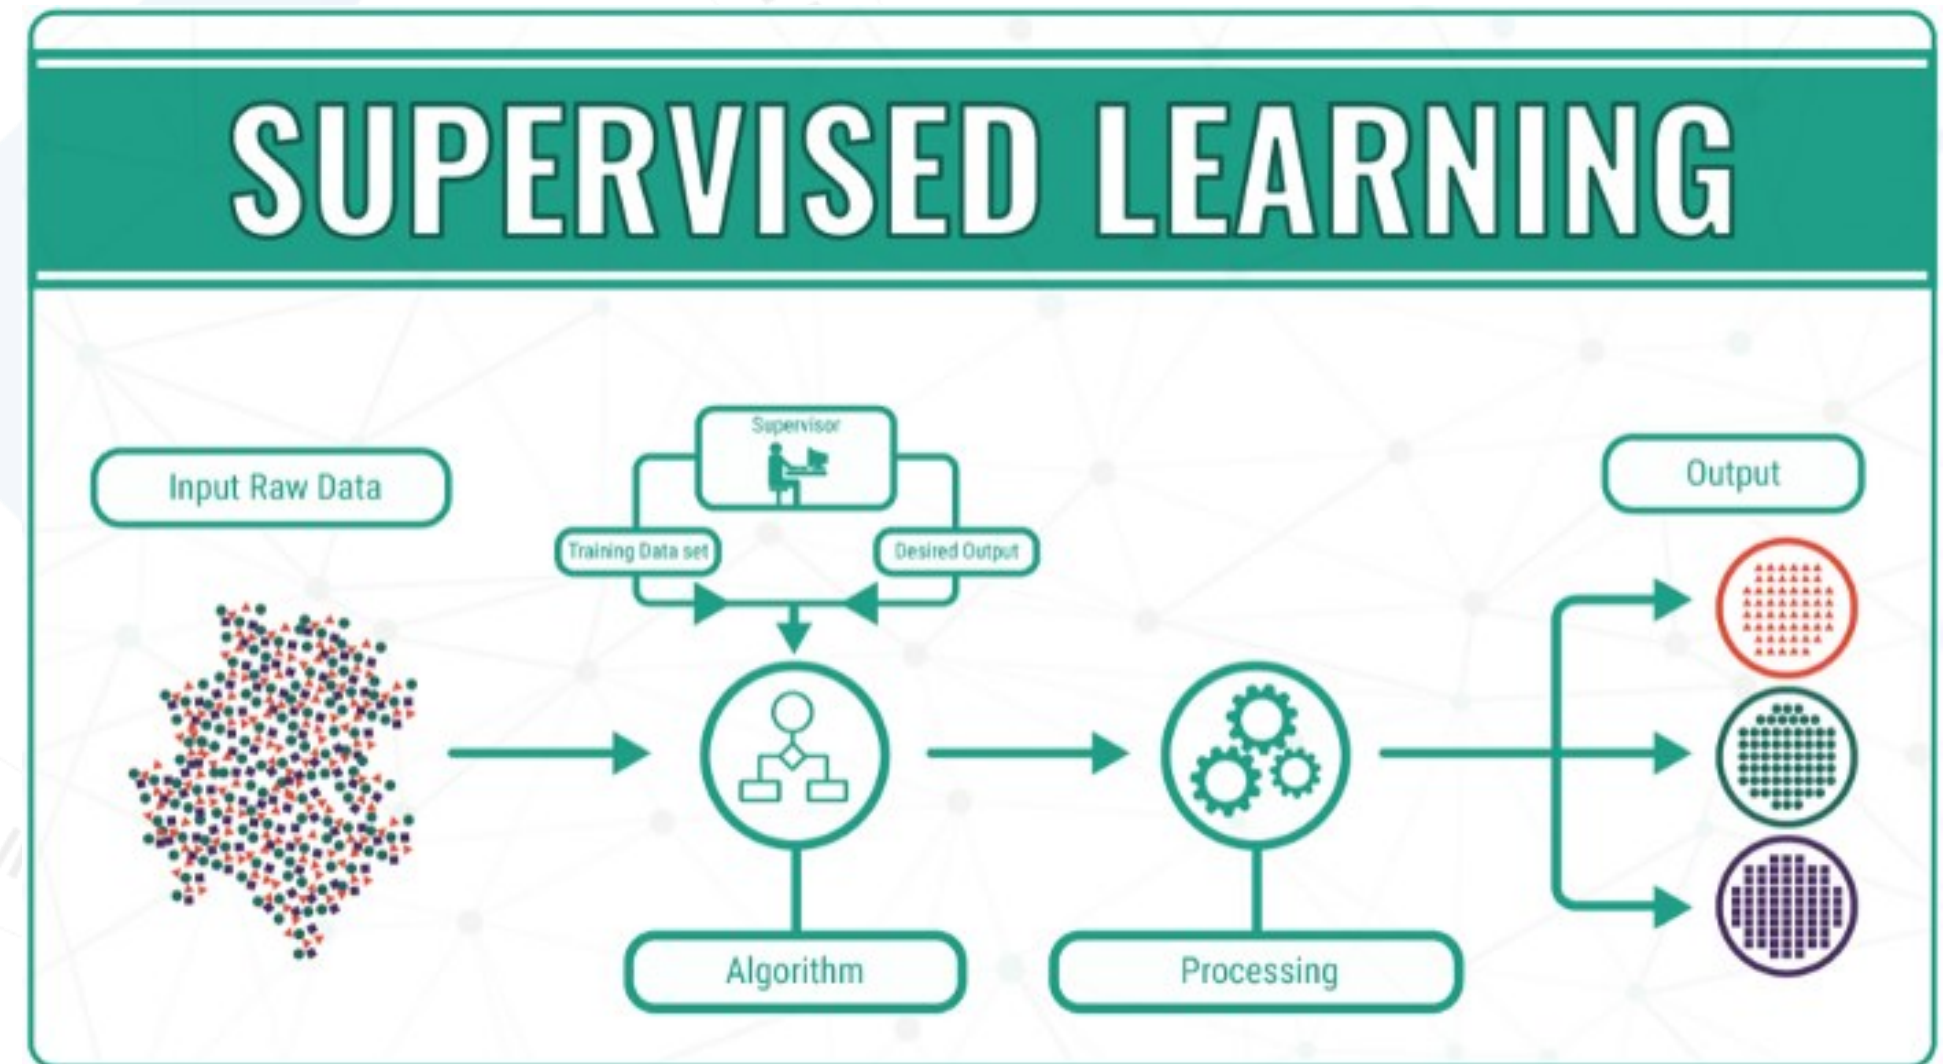 SUPERVISED LEARNING
Supervisor
Input Raw Data
Output
Training Data set
Desired Output
Algorithm
Processing